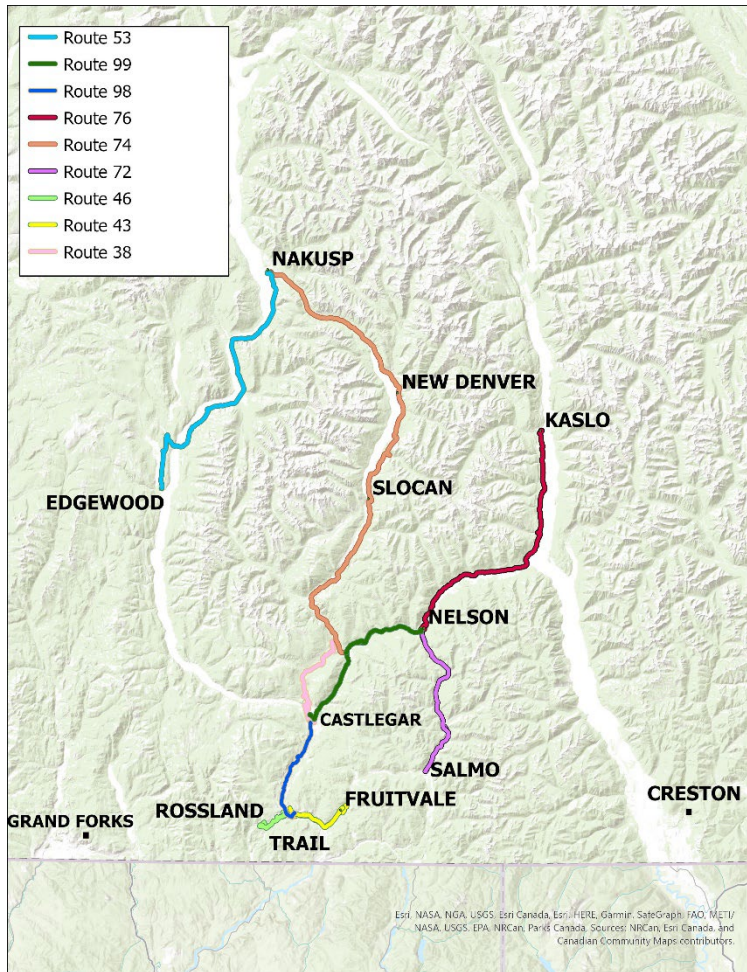 Route 53
Route 99
Route 98
Route 76
Route 74
Route 72
Route 46
Route 43
Route 38
NAKUSP
NEW DENVER
KASLO
SLOCAN
EDGEWOOD
NELSON
CASTLEGAR
SALMO
FRUITVALE
ROSSLAND
CRESTON
GRAND FORKS
TRAIL
Esri, NASA, NGA, USGS, Esri Canada, Esri, HERE, Garmin, SafeGraph, FAO, METI/
NASA, USGS, EPA, NRCan, Parks Canada, Sources: NRCan, Esri Canada, and
Canadian Community Maps contributors.